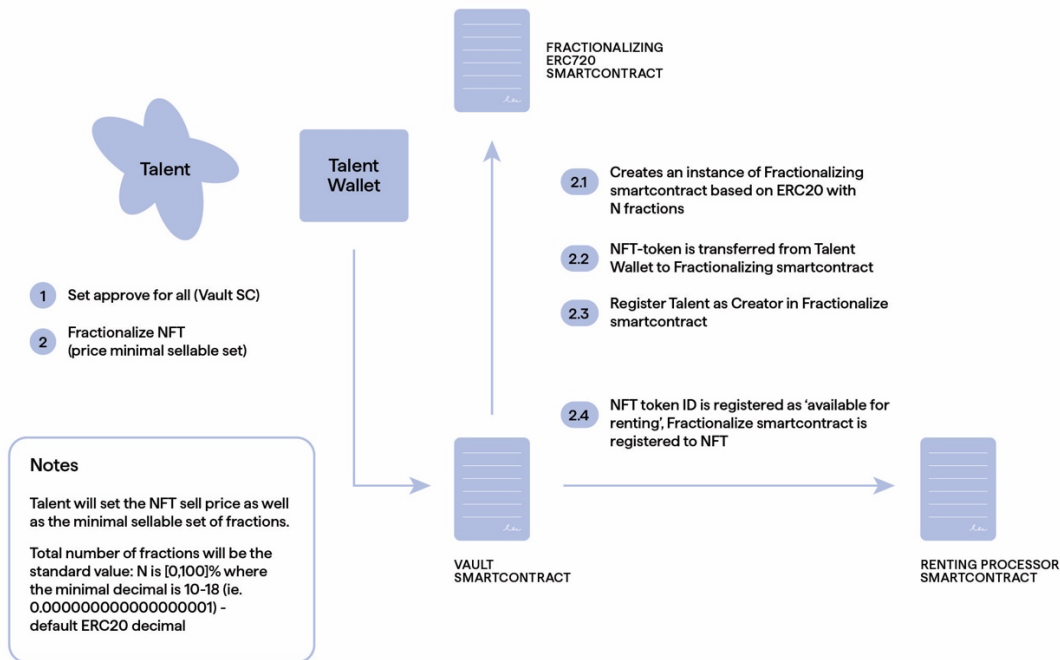 FRACTIONALIZING
ERC720
SMARTCONTRACT
Talent
Talent
Wallet
1 Set approve for all (Vault SC)
2 Fractionalize NFT
(price minimal sellable set)
2.1 Creates an instance of Fractionalizing
smartcontract based on ERC20 with
N fractions
2.2 NFT-token is transferred from Talent
Wallet to Fractionalizing smartcontract
2.3 Register Talent as Creator in Fractionalize
smartcontract
2.4 NFT token ID is registered as ‘available for
renting’, Fractionalize smartcontract is
registered to NFT
Notes
Talent will set the NFT sell price as well
as the minimal sellable set of fractions.
Total number of fractions will be the
standard value: N is [0,100]% where
the minimal decimal is 10-18 (ie.
0.000000000000000001) -
default ERC20 decimal
VAULT
SMARTCONTRACT
RENTING PROCESSOR
SMARTCONTRACT